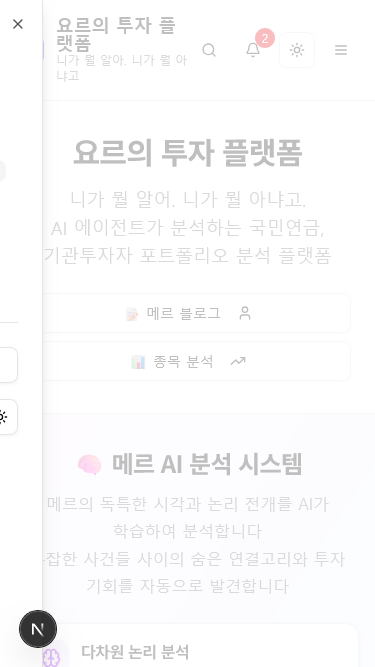 요르의 투자 플
랫폼
니가 뭘 알아. 니가 뭘 아
냐고
2
요르의 투자 플랫폼
니가 뭘 알어. 니가 뭘 아냐고.
AI 에이전트가 분석하는 국민연금,
기관투자자 포트폴리오 분석 플랫폼
메르 블로그
종목 분석
메르 AI 분석 시스템
메르의 독특한 시각과 논리 전개를 AI가
학습하여 분석합니다
사건들 사이의 숨은 연결고리와 투자
기회를 자동으로 발견합니다
N
다차원 논리 분석